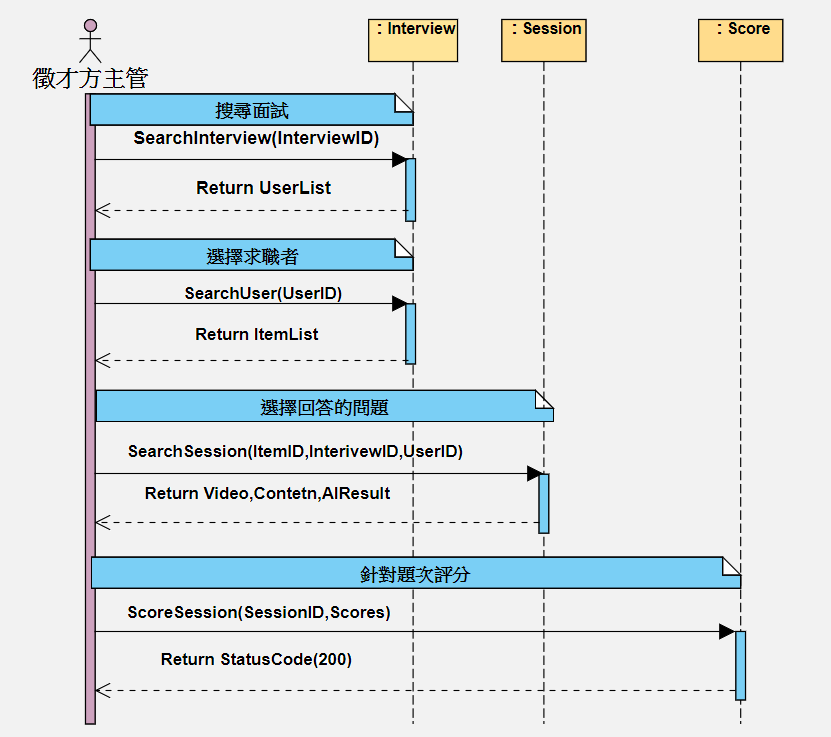 : Interview
: Session
: Score
徵才方主管
搜尋面試
SearchInterview(InterviewID)
Return UserList
選擇求職者
SearchUser(UserID)
Return ItemList
選擇回答的問題
SearchSession(ItemID,InterivewID,UserID)
Return Video,Contetn,AIResult
針對題次評分
ScoreSession(SessionID,Scores)
Return StatusCode(200)